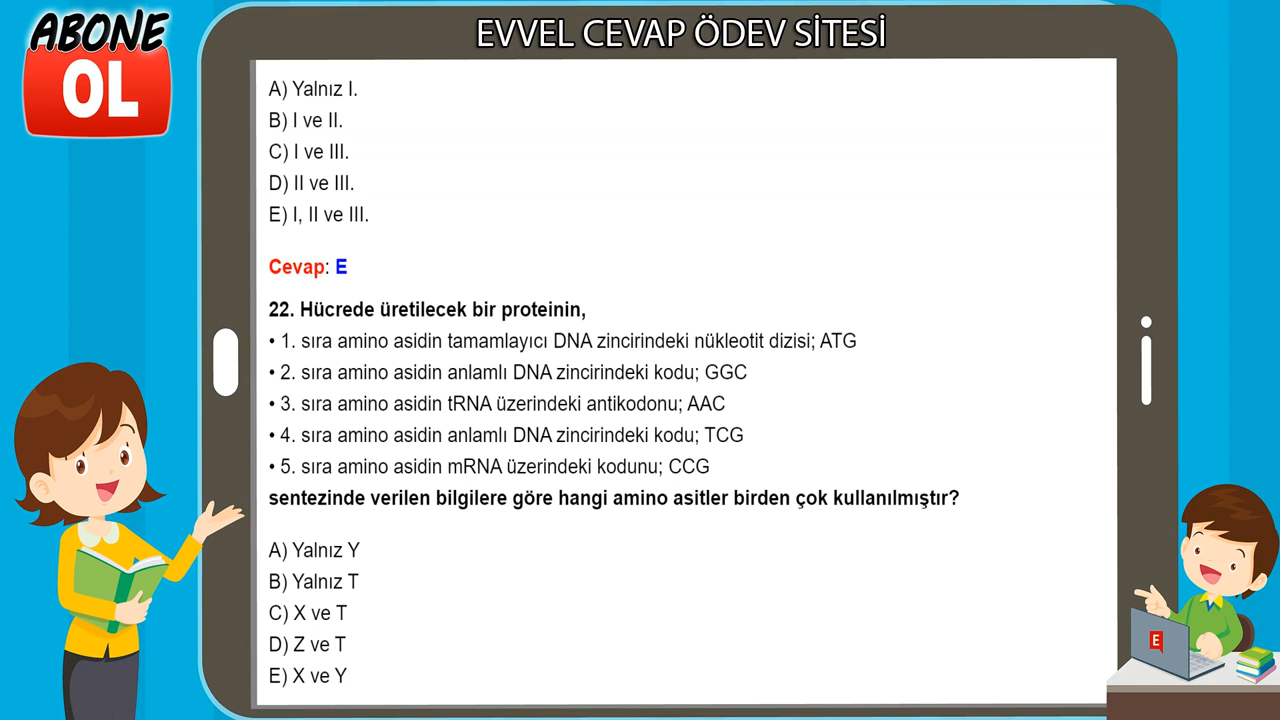 ABONE
OL
EVVEL CEVAP ÖDEV SİTESİ
A) Yalnız I.
B) I ve II.
C) I ve III.
D) II ve III.
E) I, II ve III.
Cevap: E
22. Hücrede üretilecek bir proteinin,
• 1. sıra amino asidin tamamlayıcı DNA zincirindeki nükleotit dizisi; ATG
• 2. sıra amino asidin anlamlı DNA zincirindeki kodu; GGC
• 3. sıra amino asidin tRNA üzerindeki antikodonu; AAC
• 4. sıra amino asidin anlamlı DNA zincirindeki kodu; TCG
• 5. sıra amino asidin mRNA üzerindeki kodunu; CCG
sentezinde verilen bilgilere göre hangi amino asitler birden çok kullanılmıştır?
A) Yalnız Y
B) Yalnız T
C) X ve T
D) Z ve T
E) X ve Y
E